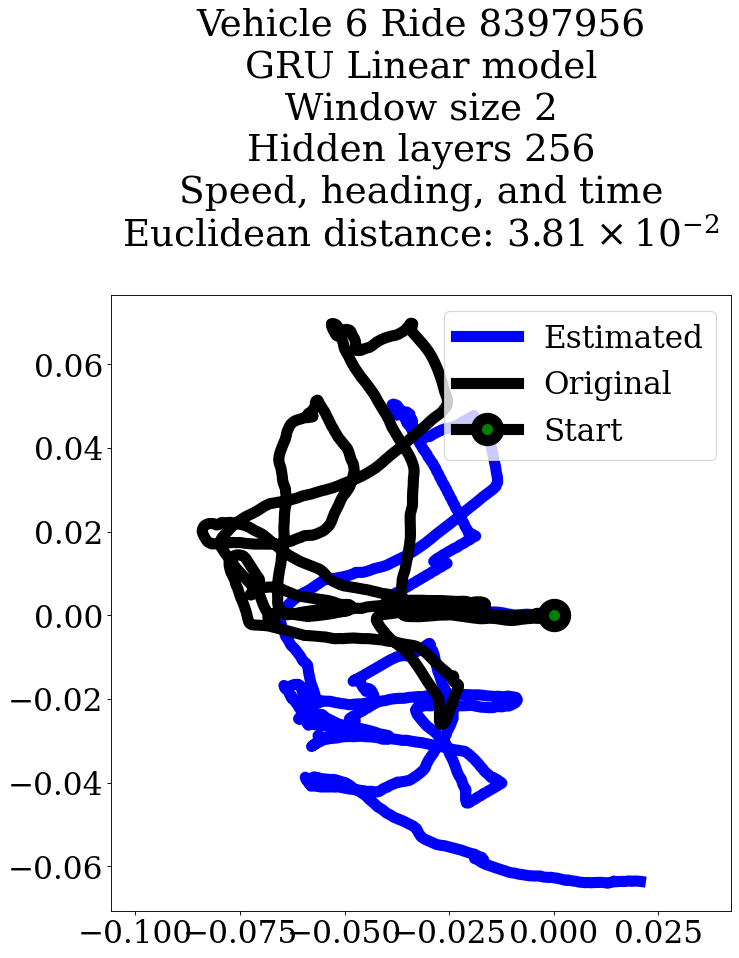 Vehicle 6 Ride 8397956
GRU Linear model
Window size 2
Hidden layers 256
Speed, heading, and time
Euclidean distance: 3.81 × 10⁻²
Estimated
Original
Start
0.06
0.04
0.02
0.00
−0.02
−0.04
−0.06
−0.100 −0.075 −0.050 −0.025 0.000 0.025